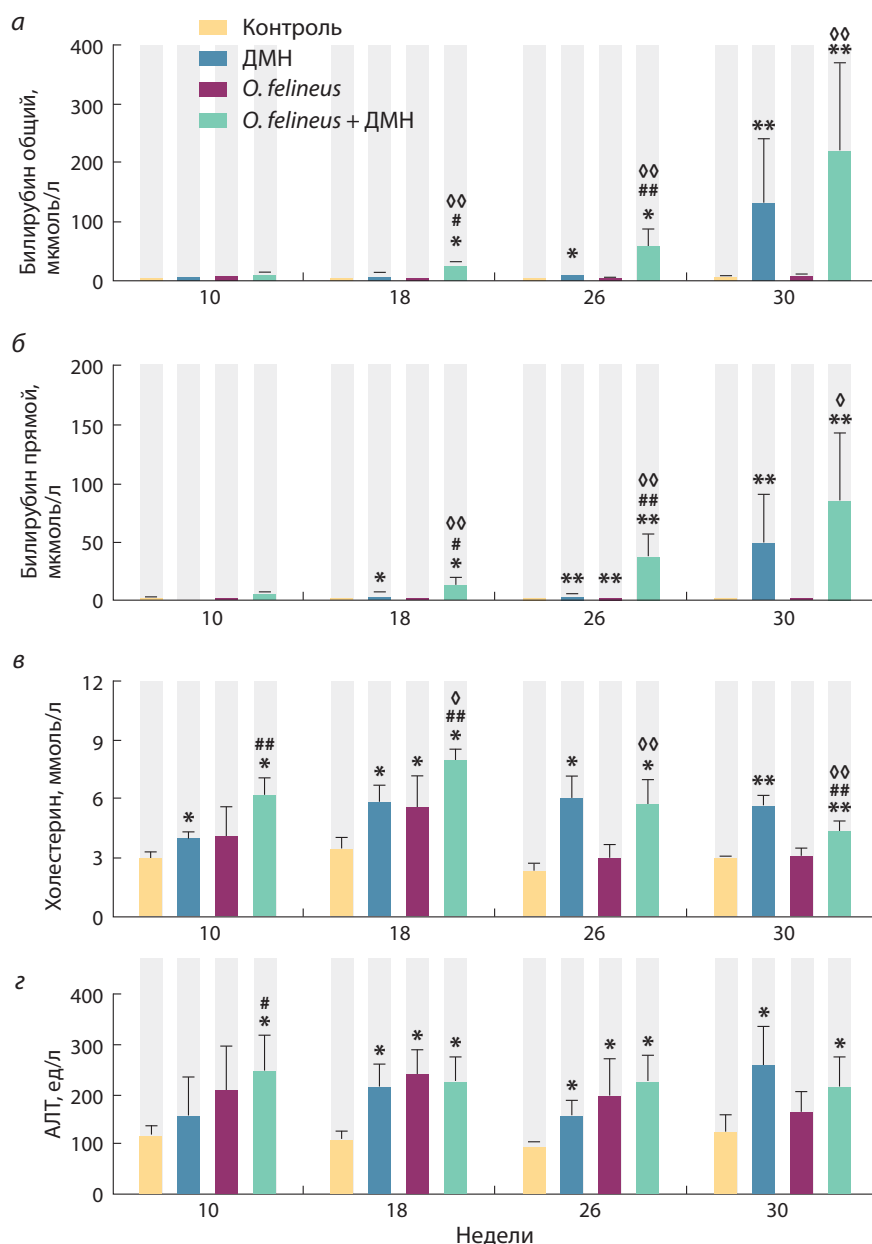 а
Контроль
ДМН
O. felineus
O. felineus + ДМН
Билирубин общий,
мкмоль/л
400
300
200
100
0
◊◊
#
*
*
◊◊
##
*
**
◊◊
**
10 18 26 30
б
Билирубин прямой,
мкмоль/л
200
150
100
50
0
*
◊◊
#
*
** **
◊◊
##
**
**
◊
**
10 18 26 30
в
Холестерин, ммоль/л
12
9
6
3
0
*
##
*
* *
◊
##
*
*
◊◊
*
**
◊◊
##
**
10 18 26 30
г
АЛТ, ед/л
400
300
200
100
0
#
*
* * *
* * *
* *
10 18 26 30
Недели